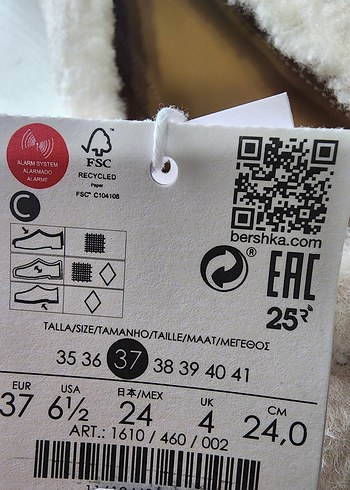 ALARM SYSTEM
ALARMADO
ALARMÉ
FSC
RECYCLED
Paper
FSC™ C104108
C
bershka.com
®
EAC
25
TALLA/SIZE/TAMANHO/TAILLE/MAAT/ΜΕΓΕΘΟΣ
35 36 37 38 39 40 41
EUR USA 日本/MEX UK CM
37 6½ 24 4 24,0
ART.: 1610 / 460 / 002